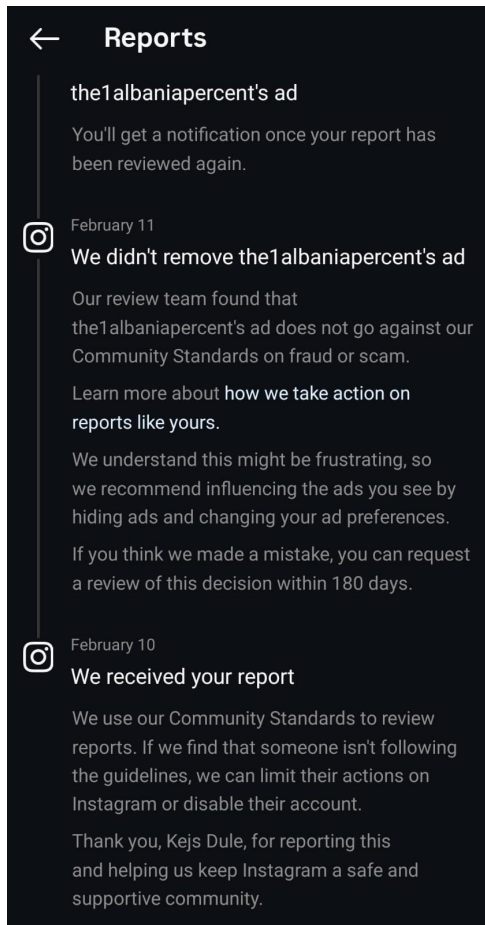 Reports
the1albaniapercent's ad
You'll get a notification once your report has
been reviewed again.
February 11
We didn't remove the1albaniapercent's ad
Our review team found that
the1albaniapercent's ad does not go against our
Community Standards on fraud or scam.
Learn more about how we take action on
reports like yours.
We understand this might be frustrating, so
we recommend influencing the ads you see by
hiding ads and changing your ad preferences.
If you think we made a mistake, you can request
a review of this decision within 180 days.
February 10
We received your report
We use our Community Standards to review
reports. If we find that someone isn't following
the guidelines, we can limit their actions on
Instagram or disable their account.
Thank you, Kejs Dule, for reporting this
and helping us keep Instagram a safe and
supportive community.